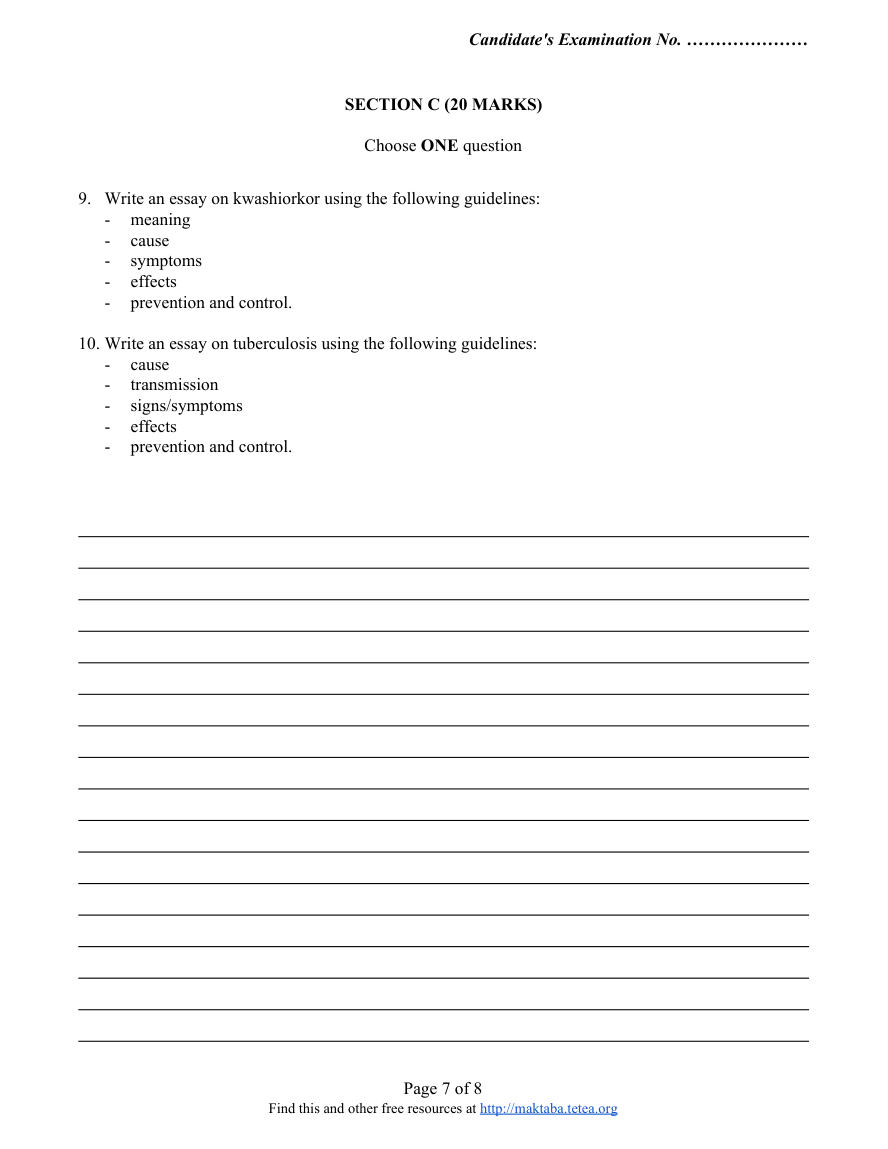 Candidate's Examination No. .....................
SECTION C (20 MARKS)
Choose ONE question
9. Write an essay on kwashiorkor using the following guidelines:
- meaning
- cause
- symptoms
- effects
- prevention and control.
10. Write an essay on tuberculosis using the following guidelines:
- cause
- transmission
- signs/symptoms
- effects
- prevention and control.
Page 7 of 8
Find this and other free resources at http://maktaba.tetea.org